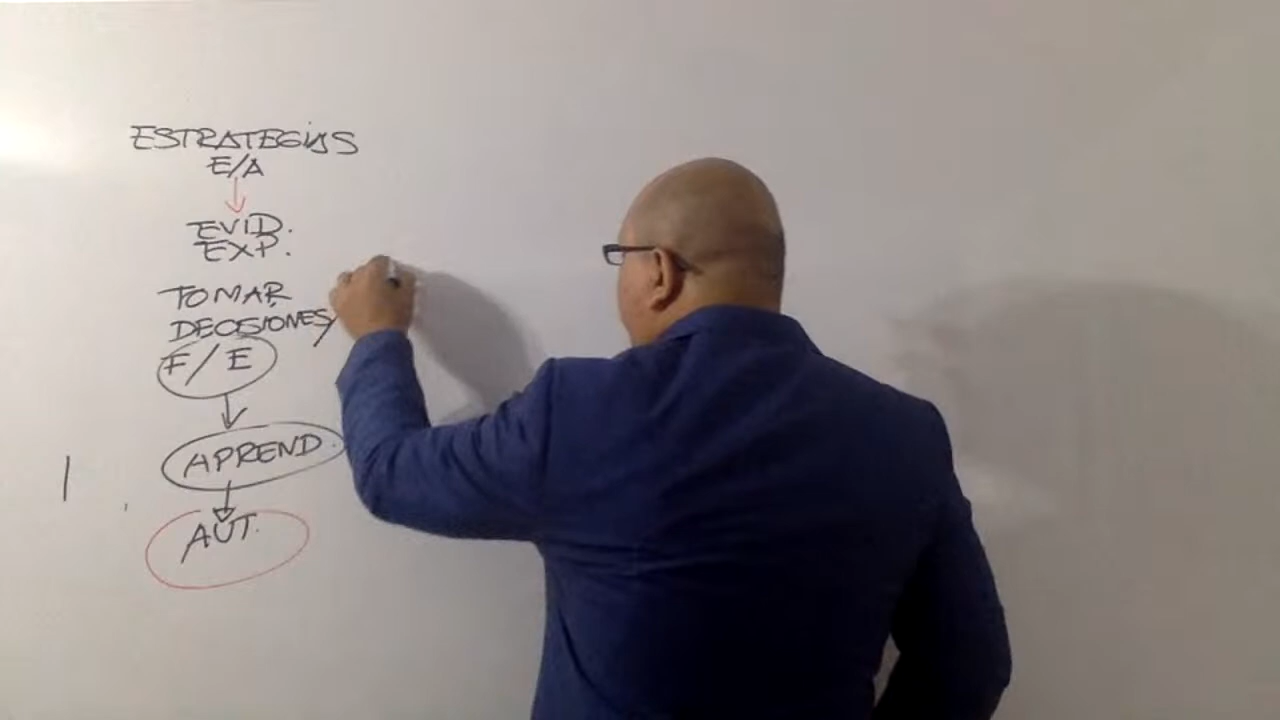 ESTRATEGIAS
E/A
EVID.
EXP.
TOMAR
DECISIONES
F/E
APREND.
AUT.